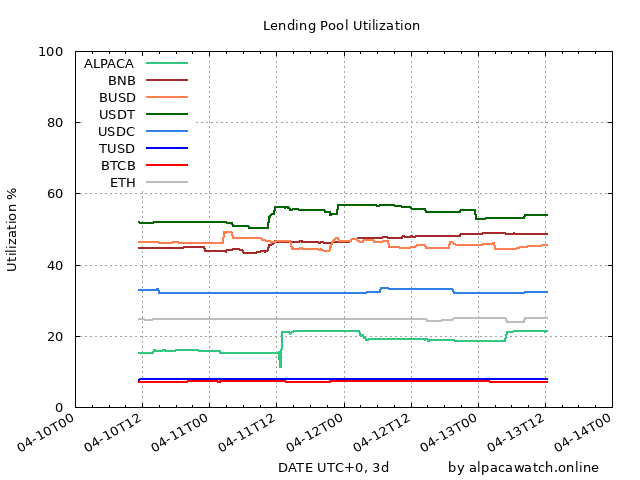 Lending Pool Utilization
Utilization %
100
80
60
40
20
0
ALPACA
BNB
BUSD
USDT
USDC
TUSD
BTCB
ETH
04-10T00
04-10T12
04-11T00
04-11T12
04-12T00
04-12T12
04-13T00
04-13T12
04-14T00
DATE UTC+0, 3d
by alpacawatch.online